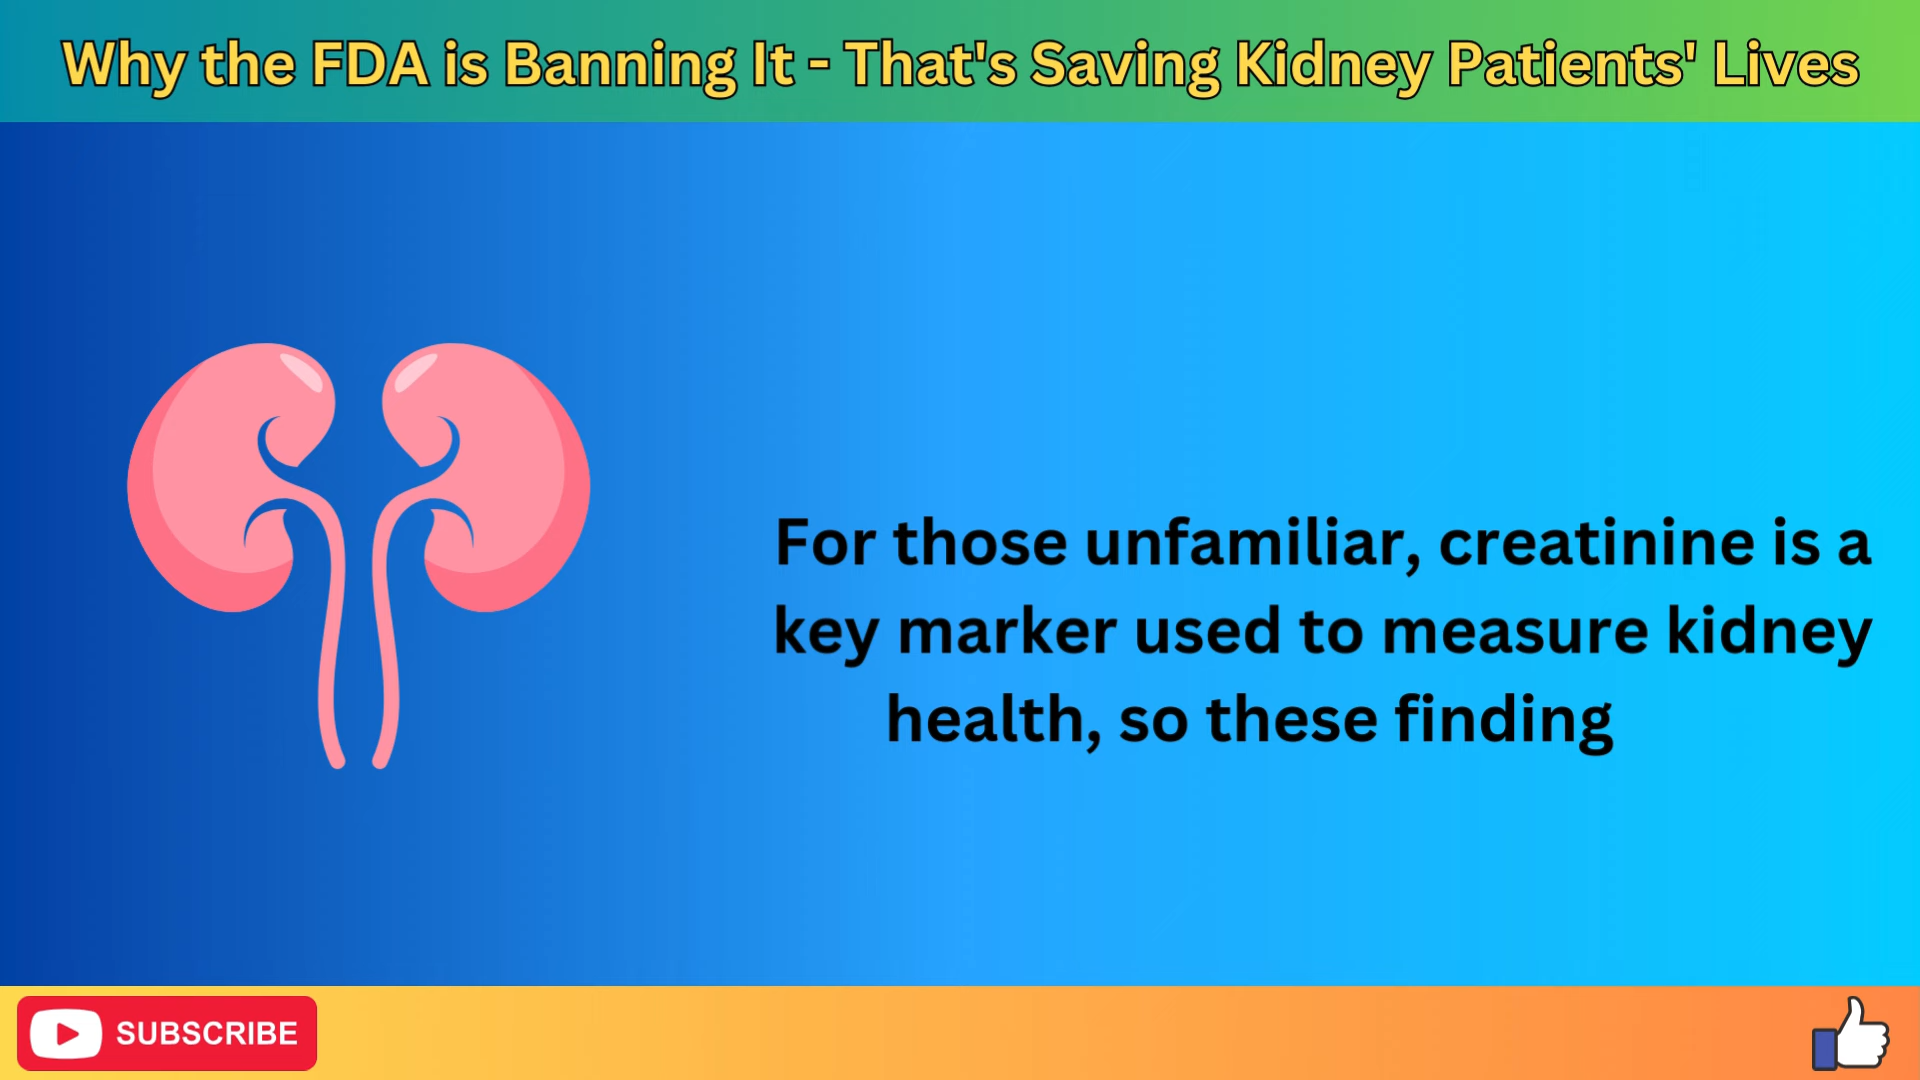 Why the FDA is Banning It - That's Saving Kidney Patients' Lives
For those unfamiliar, creatinine is a
key marker used to measure kidney
health, so these finding
SUBSCRIBE